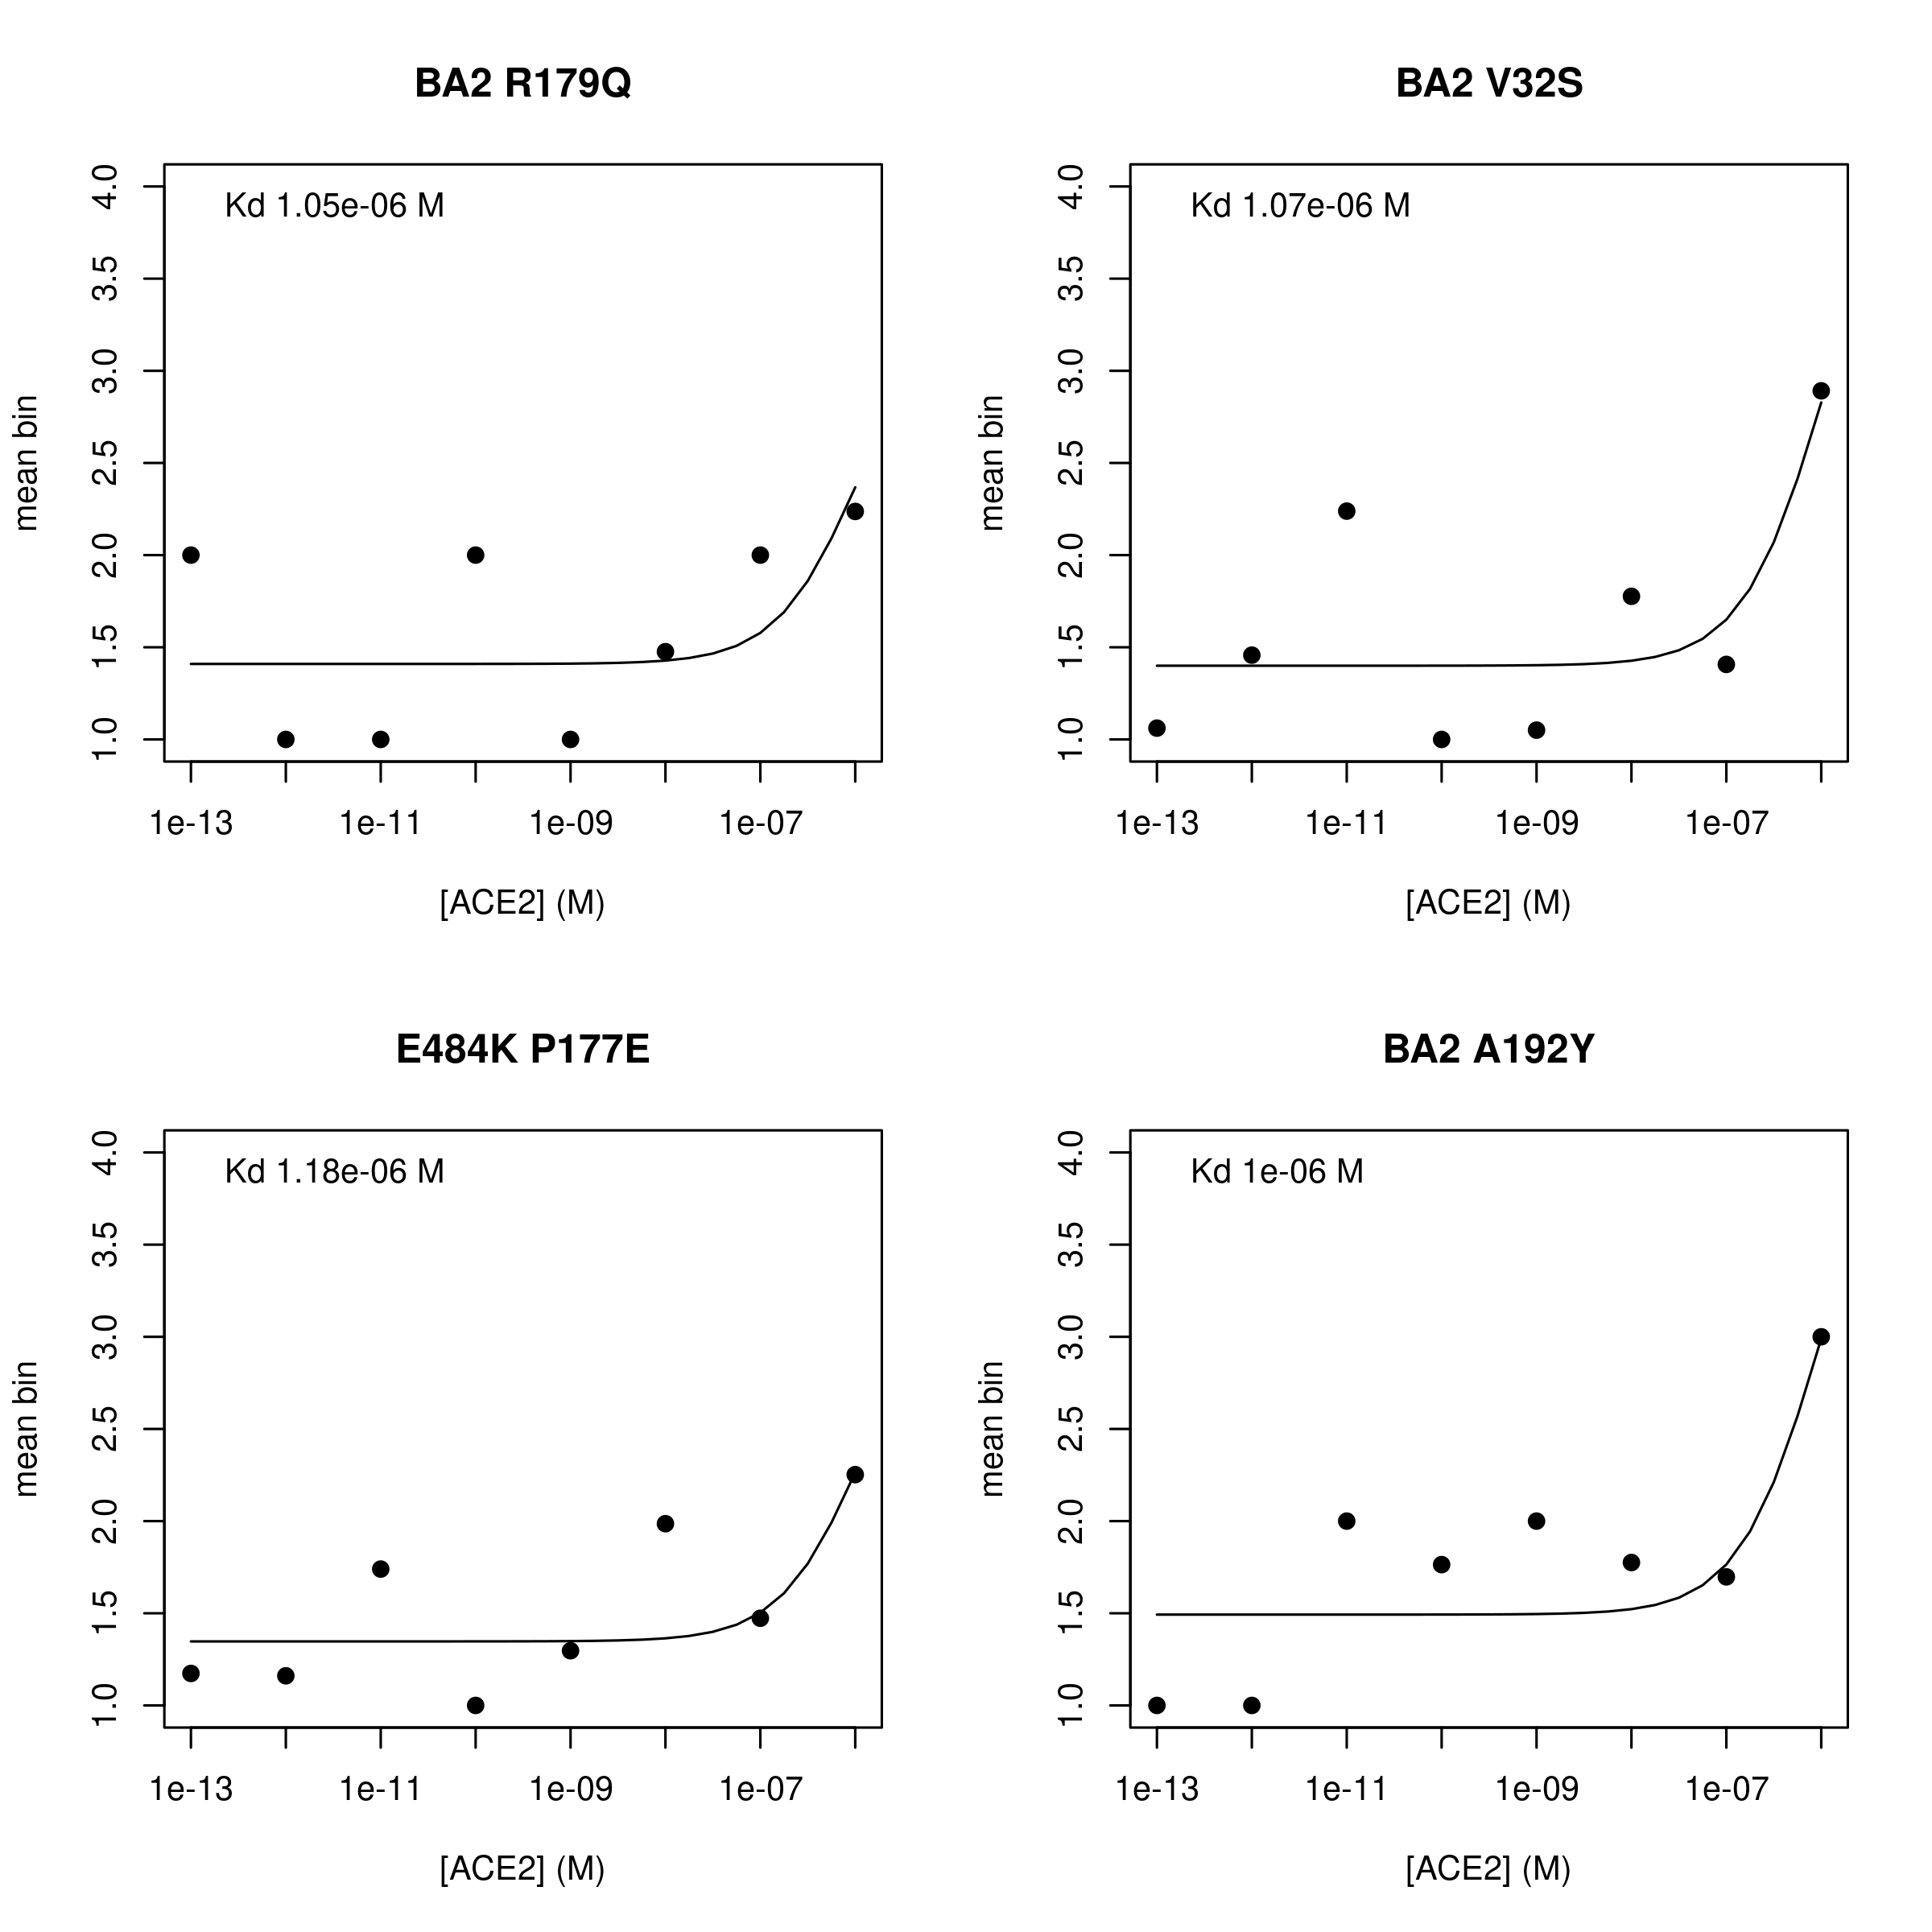 BA2 R179Q
Kd 1.05e-06 M
4.0
3.5
3.0
2.5
2.0
1.5
1.0
mean bin
1e-13 1e-11 1e-09 1e-07
[ACE2] (M)
BA2 V32S
Kd 1.07e-06 M
4.0
3.5
3.0
2.5
2.0
1.5
1.0
mean bin
1e-13 1e-11 1e-09 1e-07
[ACE2] (M)
E484K P177E
Kd 1.18e-06 M
4.0
3.5
3.0
2.5
2.0
1.5
1.0
mean bin
1e-13 1e-11 1e-09 1e-07
[ACE2] (M)
BA2 A192Y
Kd 1e-06 M
4.0
3.5
3.0
2.5
2.0
1.5
1.0
mean bin
1e-13 1e-11 1e-09 1e-07
[ACE2] (M)